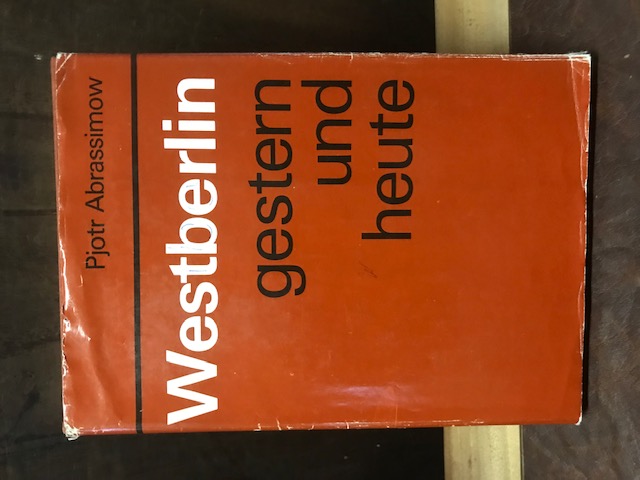 Pjotr Abrassimow
Westberlin
gestern
und
heute